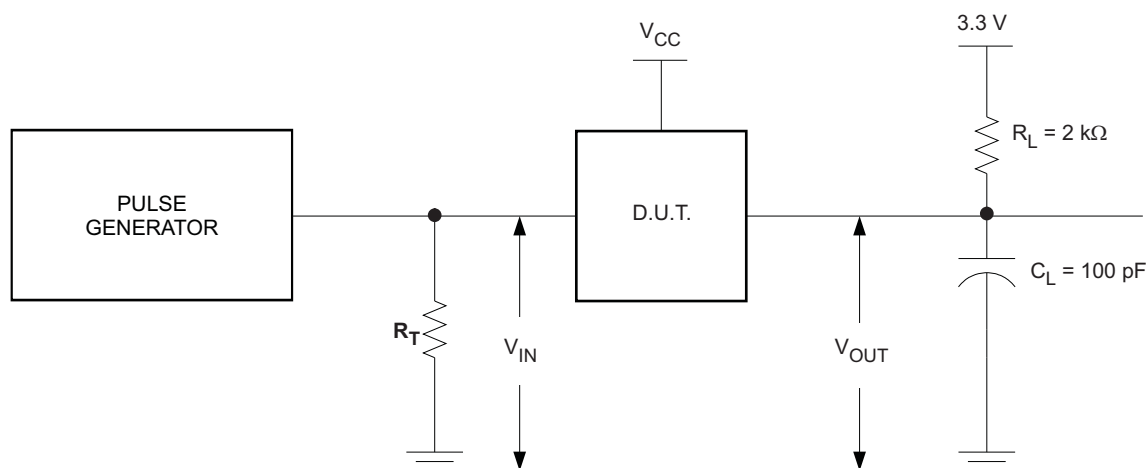 3.3 V
V_CC
R_L = 2 kΩ
PULSE
GENERATOR
D.U.T.
C_L = 100 pF
R_T
V_IN
V_OUT